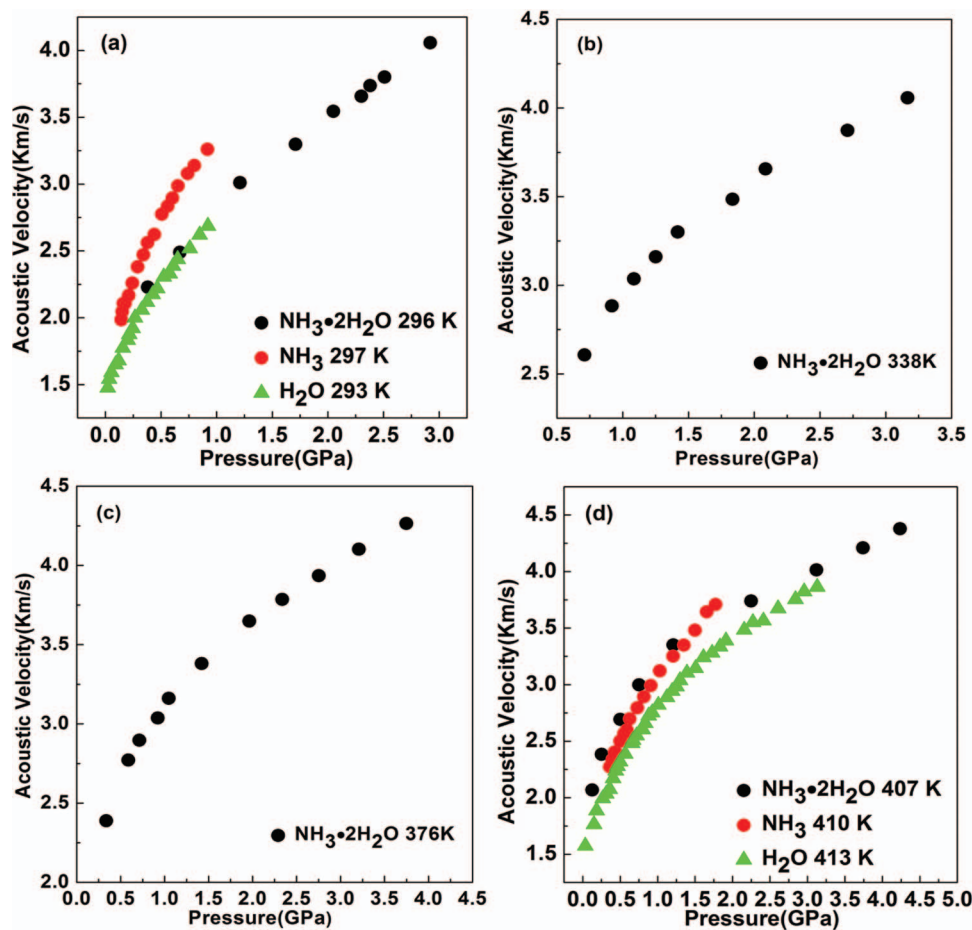 (a)
Acoustic Velocity(Km/s)
4.0
3.5
3.0
2.5
2.0
1.5
NH3•2H2O 296 K
NH3 297 K
H2O 293 K
0.0 0.5 1.0 1.5 2.0 2.5 3.0
Pressure(GPa)
(b)
Acoustic Velocity(Km/s)
4.0
3.5
3.0
2.5
NH3•2H2O 338K
0.5 1.0 1.5 2.0 2.5 3.0 3.5
Pressure(GPa)
(c)
Acoustic Velocity(Km/s)
4.5
4.0
3.5
3.0
2.5
2.0
NH3•2H2O 376K
0.0 0.5 1.0 1.5 2.0 2.5 3.0 3.5 4.0 4.5
Pressure(GPa)
(d)
Acoustic Velocity(Km/s)
4.5
4.0
3.5
3.0
2.5
2.0
1.5
NH3•2H2O 407 K
NH3 410 K
H2O 413 K
0.0 0.5 1.0 1.5 2.0 2.5 3.0 3.5 4.0 4.5 5.0
Pressure(GPa)